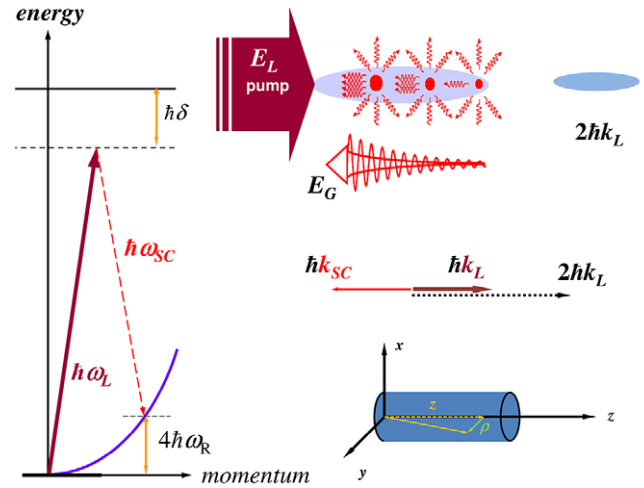 energy
ħδ
ħω_SC
ħω_L
4ħω_R
momentum
E_L
pump
2ħk_L
E_G
ħk_SC
ħk_L
2ħk_L
x
z
ρ
z
y